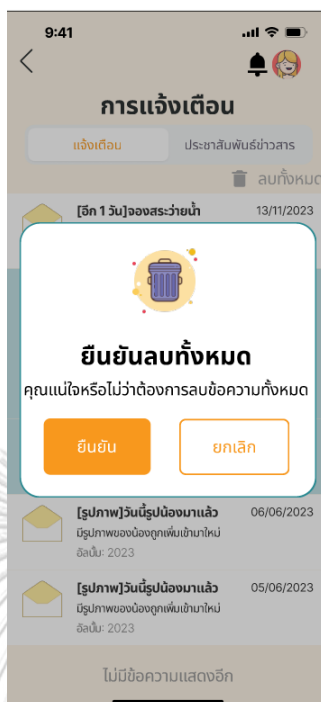 9:41
การแจ้งเตือน
แจ้งเตือน
ประชาสัมพันธ์ข่าวสาร
ลบทั้งหมด
[อีก 1 วัน]จองสระว่ายน้ำ 13/11/2023
ยืนยันลบทั้งหมด
คุณแน่ใจหรือไม่ว่าต้องการลบข้อความทั้งหมด
ยืนยัน
ยกเลิก
[รูปภาพ]วันนี้รูปน้องมาแล้ว 06/06/2023
มีรูปภาพของน้องถูกเพิ่มเข้ามาใหม่
อัลบั้ม: 2023
[รูปภาพ]วันนี้รูปน้องมาแล้ว 05/06/2023
มีรูปภาพของน้องถูกเพิ่มเข้ามาใหม่
อัลบั้ม: 2023
ไม่มีข้อความแสดงอีก